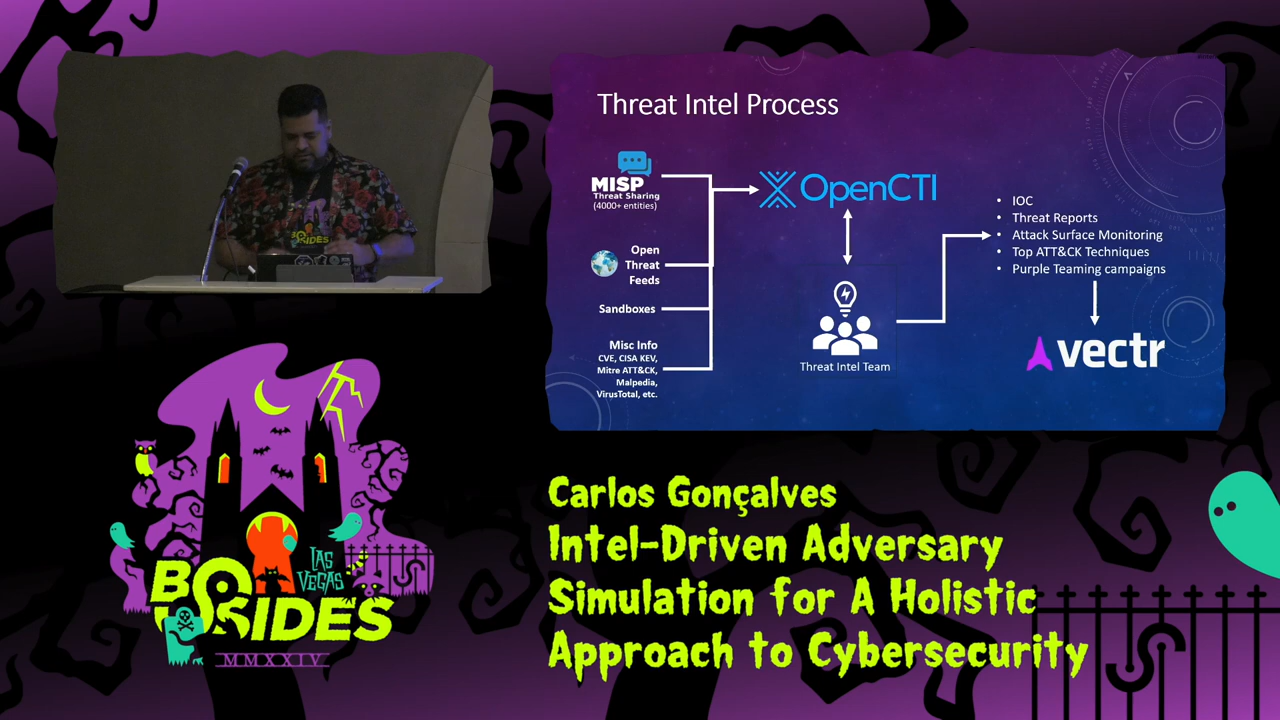 Threat Intel Process
MISP
Threat Sharing
(4000+ entities)
Open
Threat
Feeds
Sandboxes
Misc Info
CVE, CISA KEV,
Mitre ATT&CK,
Malpedia,
VirusTotal, etc.
OpenCTI
Threat Intel Team
• IOC
• Threat Reports
• Attack Surface Monitoring
• Top ATT&CK Techniques
• Purple Teaming campaigns
vectr
BSIDES
LAS
VEGAS
BSIDES
MMXXIV
Carlos Gonçalves
Intel-Driven Adversary
Simulation for A Holistic
Approach to Cybersecurity